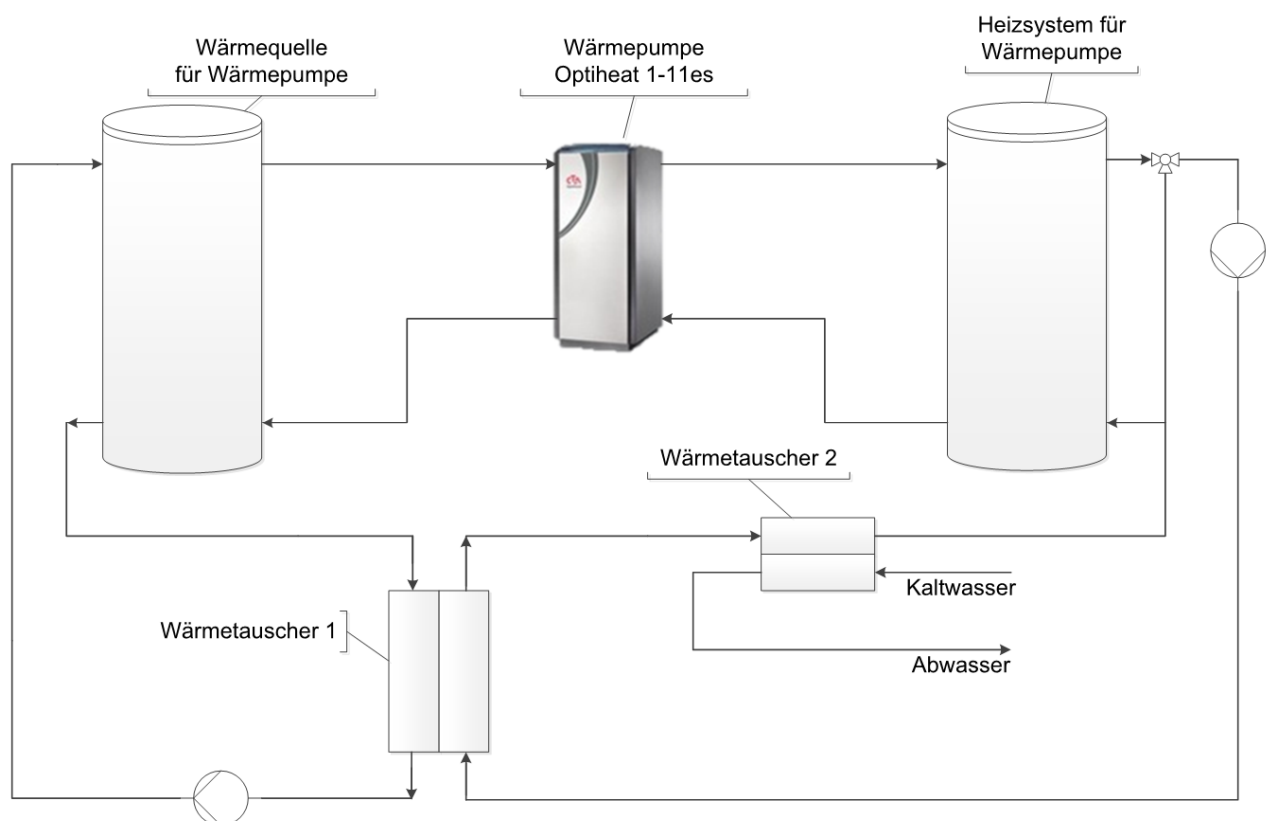 Wärmequelle
für Wärmepumpe
Wärmepumpe
Optiheat 1-11es
Heizsystem für
Wärmepumpe
Wärmetauscher 2
Kaltwasser
Wärmetauscher 1
Abwasser